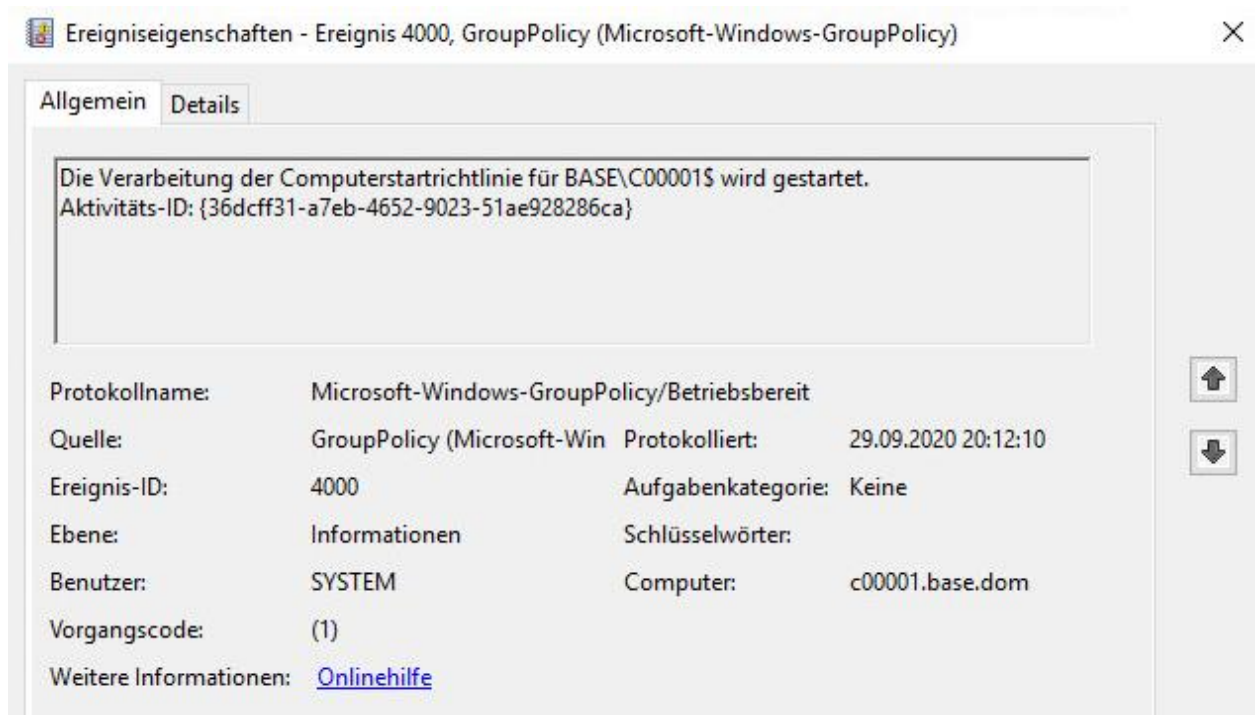 Ereigniseigenschaften - Ereignis 4000, GroupPolicy (Microsoft-Windows-GroupPolicy)
Allgemein Details
Die Verarbeitung der Computerstartrichtlinie für BASE\C00001$ wird gestartet.
Aktivitäts-ID: {36dcff31-a7eb-4652-9023-51ae928286ca}
Protokollname: Microsoft-Windows-GroupPolicy/Betriebsbereit
Quelle: GroupPolicy (Microsoft-Win Protokolliert: 29.09.2020 20:12:10
Ereignis-ID: 4000 Aufgabenkategorie: Keine
Ebene: Informationen Schlüsselwörter:
Benutzer: SYSTEM Computer: c00001.base.dom
Vorgangscode: (1)
Weitere Informationen: Onlinehilfe